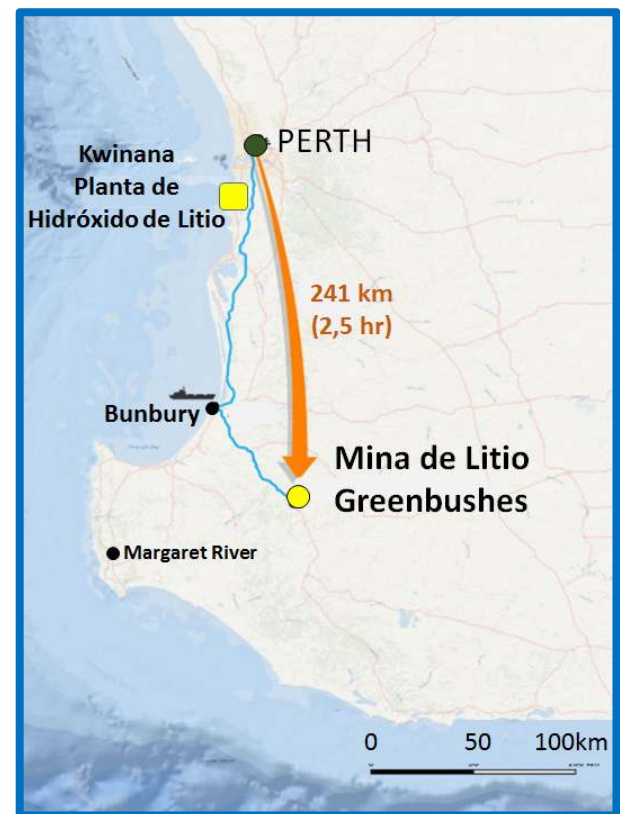 PERTH
Kwinana
Planta de
Hidróxido de Litio
241 km
(2,5 hr)
Bunbury
Mina de Litio
Greenbushes
Margaret River
0 50 100km